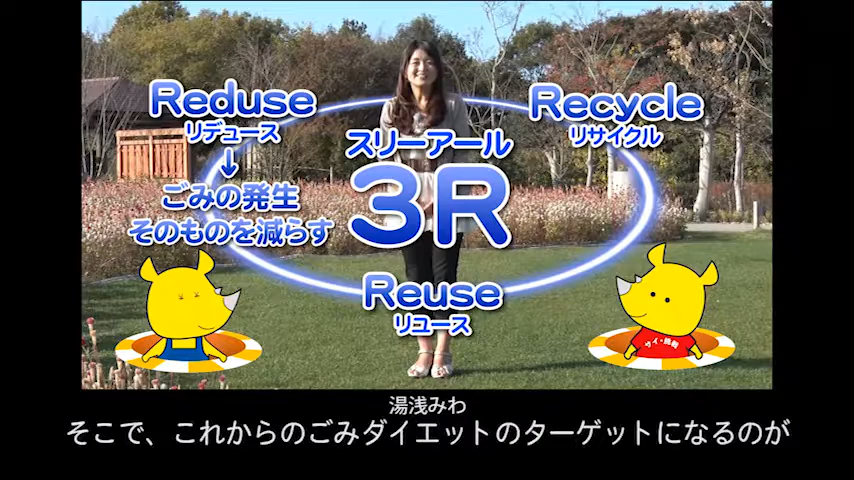 Reduse
リデュース
↓
ごみの発生
そのものを減らす
Recycle
リサイクル
スリーアール
3R
Reuse
リユース
湯浅みわ
そこで、これからのごみダイエットのターゲットになるのが